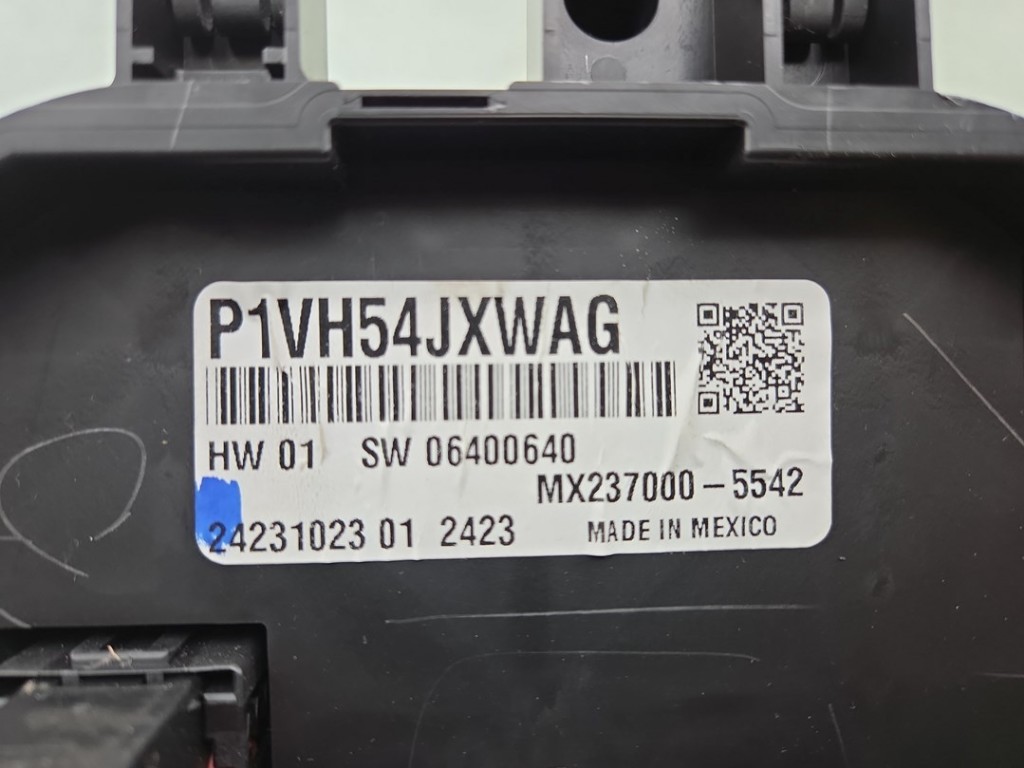 P1VH54JXWAG
HW 01 SW 06400640
MX237000-5542
24231023 01 2423 MADE IN MEXICO